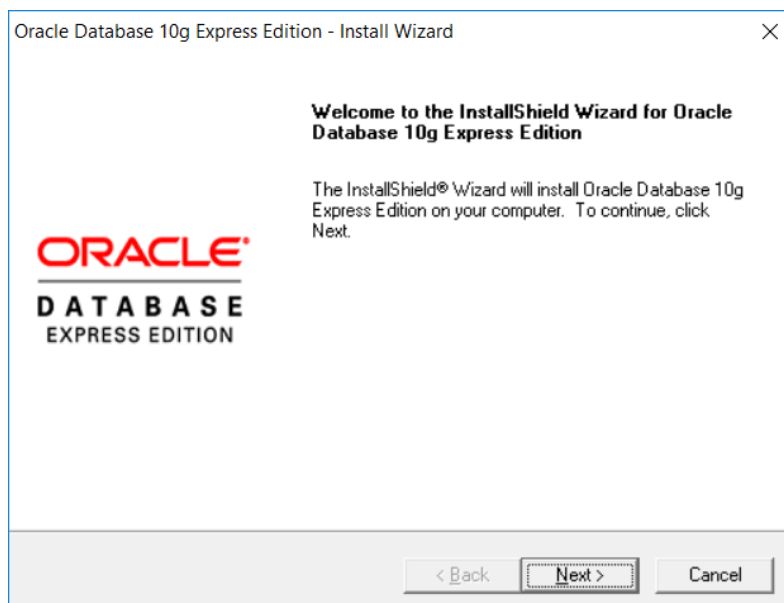 Oracle Database 10g Express Edition - Install Wizard
Welcome to the InstallShield Wizard for Oracle
Database 10g Express Edition
The InstallShield® Wizard will install Oracle Database 10g
Express Edition on your computer. To continue, click
Next.
ORACLE
DATABASE
EXPRESS EDITION
< Back
Next >
Cancel